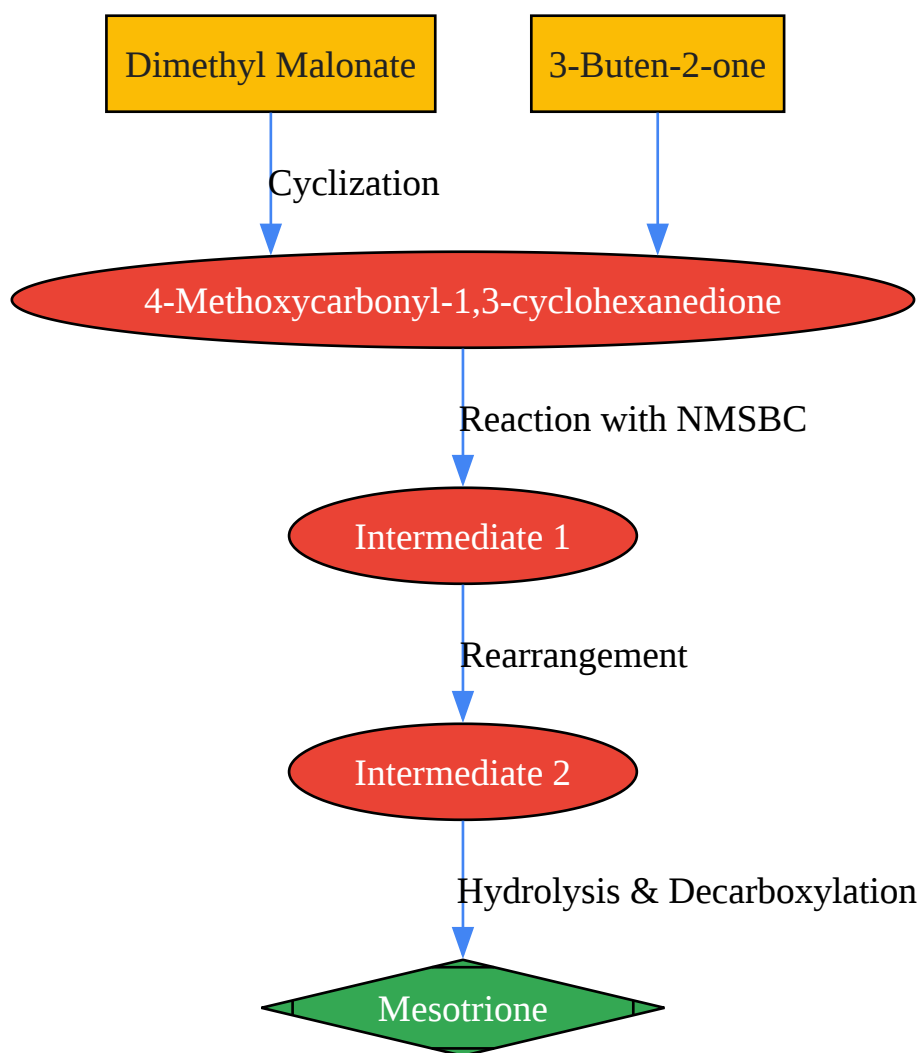 Dimethyl Malonate
3-Buten-2-one
Cyclization
4-Methoxycarbonyl-1,3-cyclohexanedione
Reaction with NMSBC
Intermediate 1
Rearrangement
Intermediate 2
Hydrolysis & Decarboxylation
Mesotrione